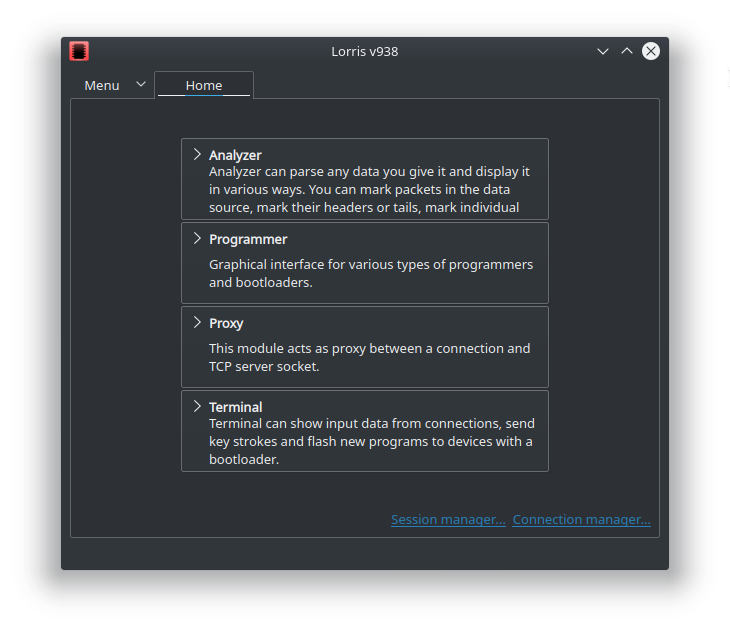 Lorris v938
Menu
Home
Analyzer
Analyzer can parse any data you give it and display it
in various ways. You can mark packets in the data
source, mark their headers or tails, mark individual
Programmer
Graphical interface for various types of programmers
and bootloaders.
Proxy
This module acts as proxy between a connection and
TCP server socket.
Terminal
Terminal can show input data from connections, send
key strokes and flash new programs to devices with a
bootloader.
Session manager... Connection manager...